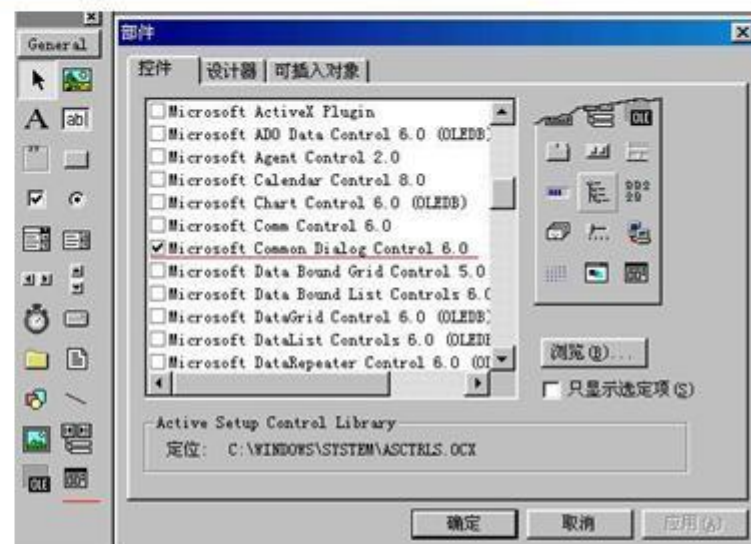 General
A
ab
OLE
部件
控件
设计器
可插入对象
Microsoft ActiveX Plugin
Microsoft ADO Data Control 6.0 (OLEDB)
Microsoft Agent Control 2.0
Microsoft Calendar Control 8.0
Microsoft Chart Control 6.0 (OLEDB)
Microsoft Comm Control 6.0
Microsoft Common Dialog Control 6.0
Microsoft Data Bound Grid Control 5.0
Microsoft Data Bound List Controls 6.0
Microsoft DataGrid Control 6.0 (OLEDB)
Microsoft DataList Controls 6.0 (OLEDB
Microsoft DataRepeater Control 6.0 (OL
OLE
浏览(B)...
只显示选定项(S)
Active Setup Control Library
定位: C:\WINDOWS\SYSTEM\ASCTRLS.OCX
确定
取消
应用(A)